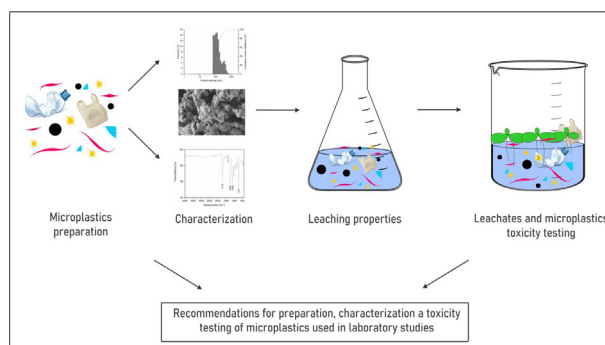 Microplastics
preparation
Characterization
Leaching properties
Leachates and microplastics
toxicity testing
Recommendations for preparation, characterization a toxicity
testing of microplastics used in laboratory studies